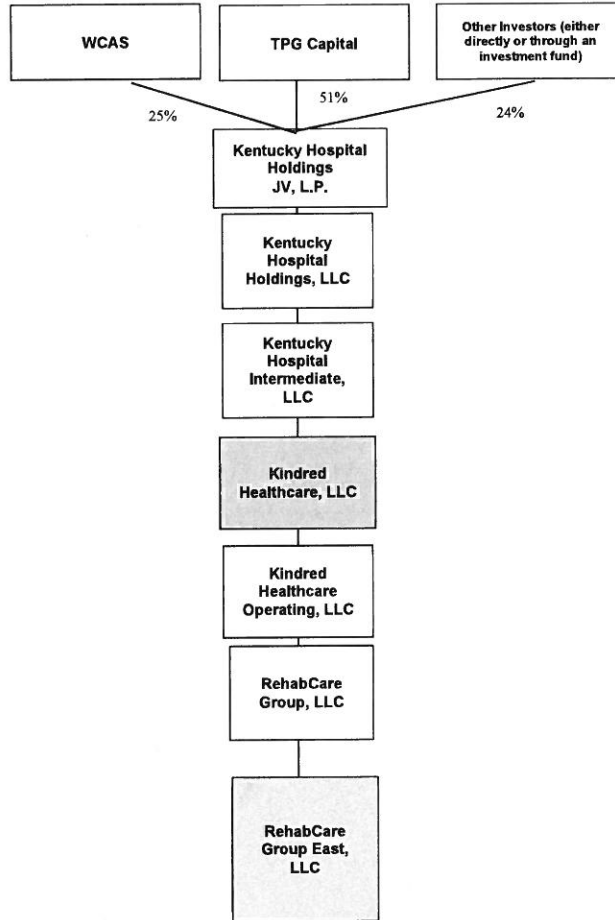 WCAS
TPG Capital
Other Investors (either
directly or through an
investment fund)
25%
51%
24%
Kentucky Hospital
Holdings
JV, L.P.
Kentucky
Hospital
Holdings, LLC
Kentucky
Hospital
Intermediate,
LLC
Kindred
Healthcare, LLC
Kindred
Healthcare
Operating, LLC
RehabCare
Group, LLC
RehabCare
Group East,
LLC